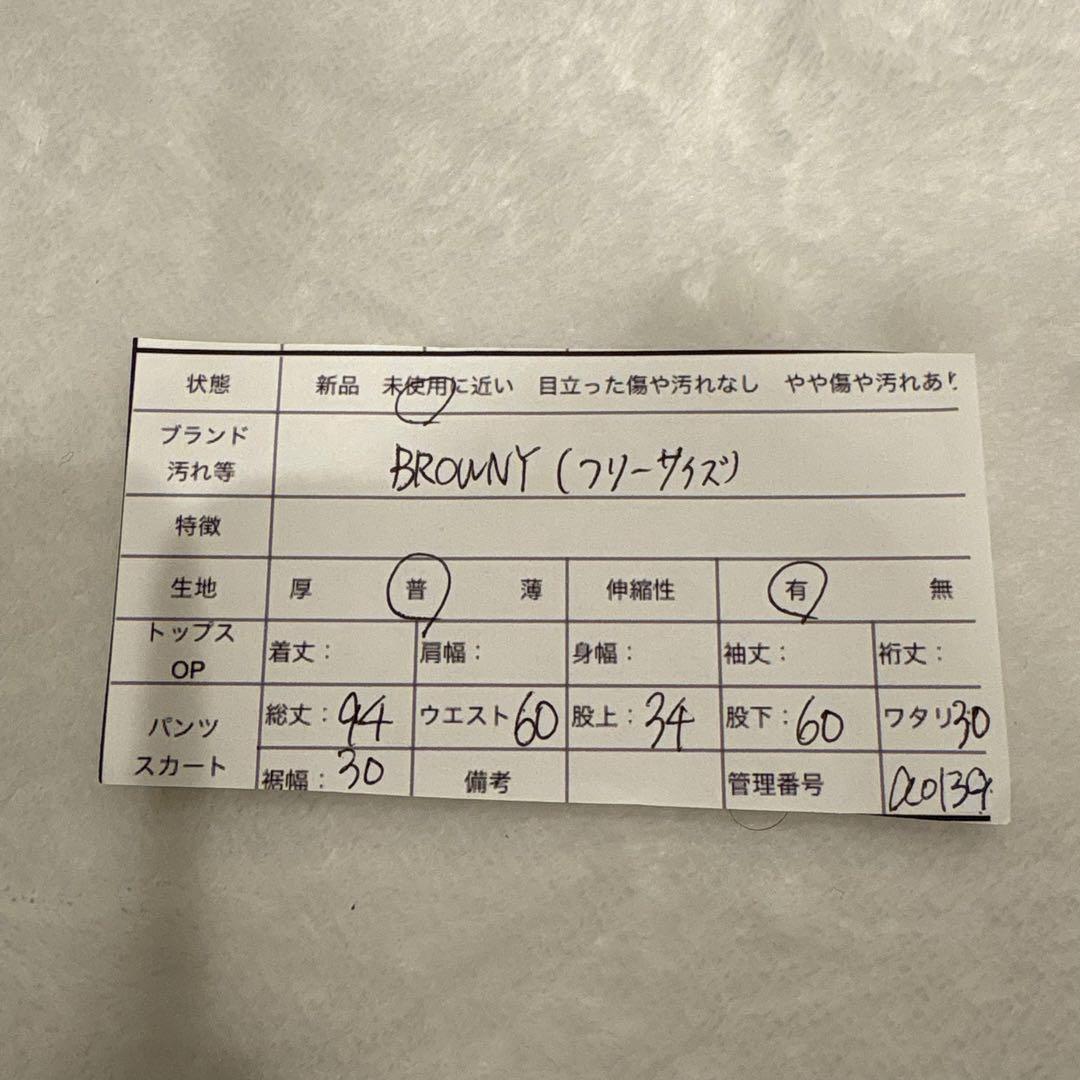 状態 新品 未使用に近い 目立った傷や汚れなし やや傷や汚れあり
ブランド
汚れ等 BROWNY (フリーサイズ)
特徴
生地 厚 普 薄 伸縮性 有 無
トップス
OP 着丈: 肩幅: 身幅: 袖丈: 裄丈:
パンツ
スカート 総丈:94 ウエスト60 股上:34 股下:60 ワタリ30
裾幅:30 備考 管理番号